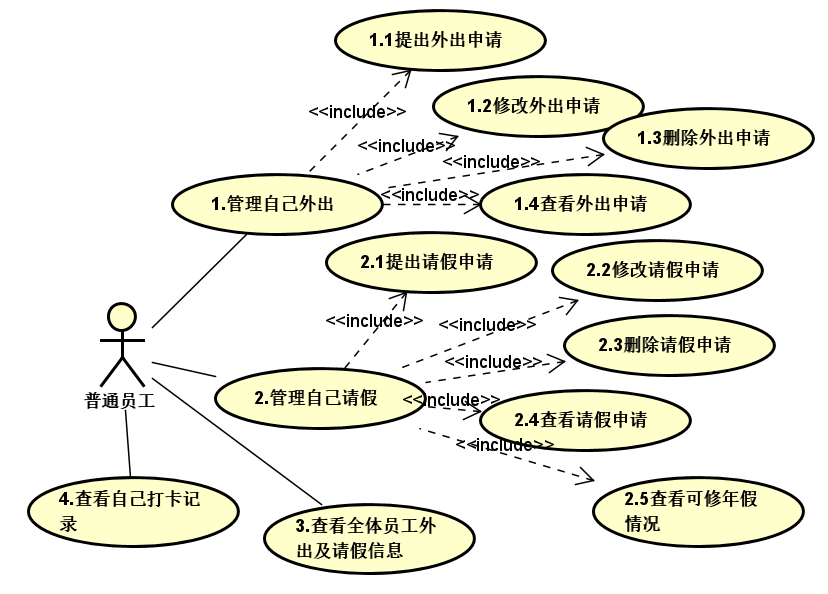 1.1提出外出申请
<<include>>
1.2修改外出申请
1.3删除外出申请
<<include>>
<<include>>
<<include>>
1.管理自己外出
1.4查看外出申请
2.1提出请假申请
2.2修改请假申请
<<include>>
<<include>>
2.3删除请假申请
<<include>>
2.管理自己请假
<<include>>
普通员工
2.4查看请假申请
<<include>>
4.查看自己打卡记
录
3.查看全体员工外
出及请假信息
2.5查看可修年假
情况